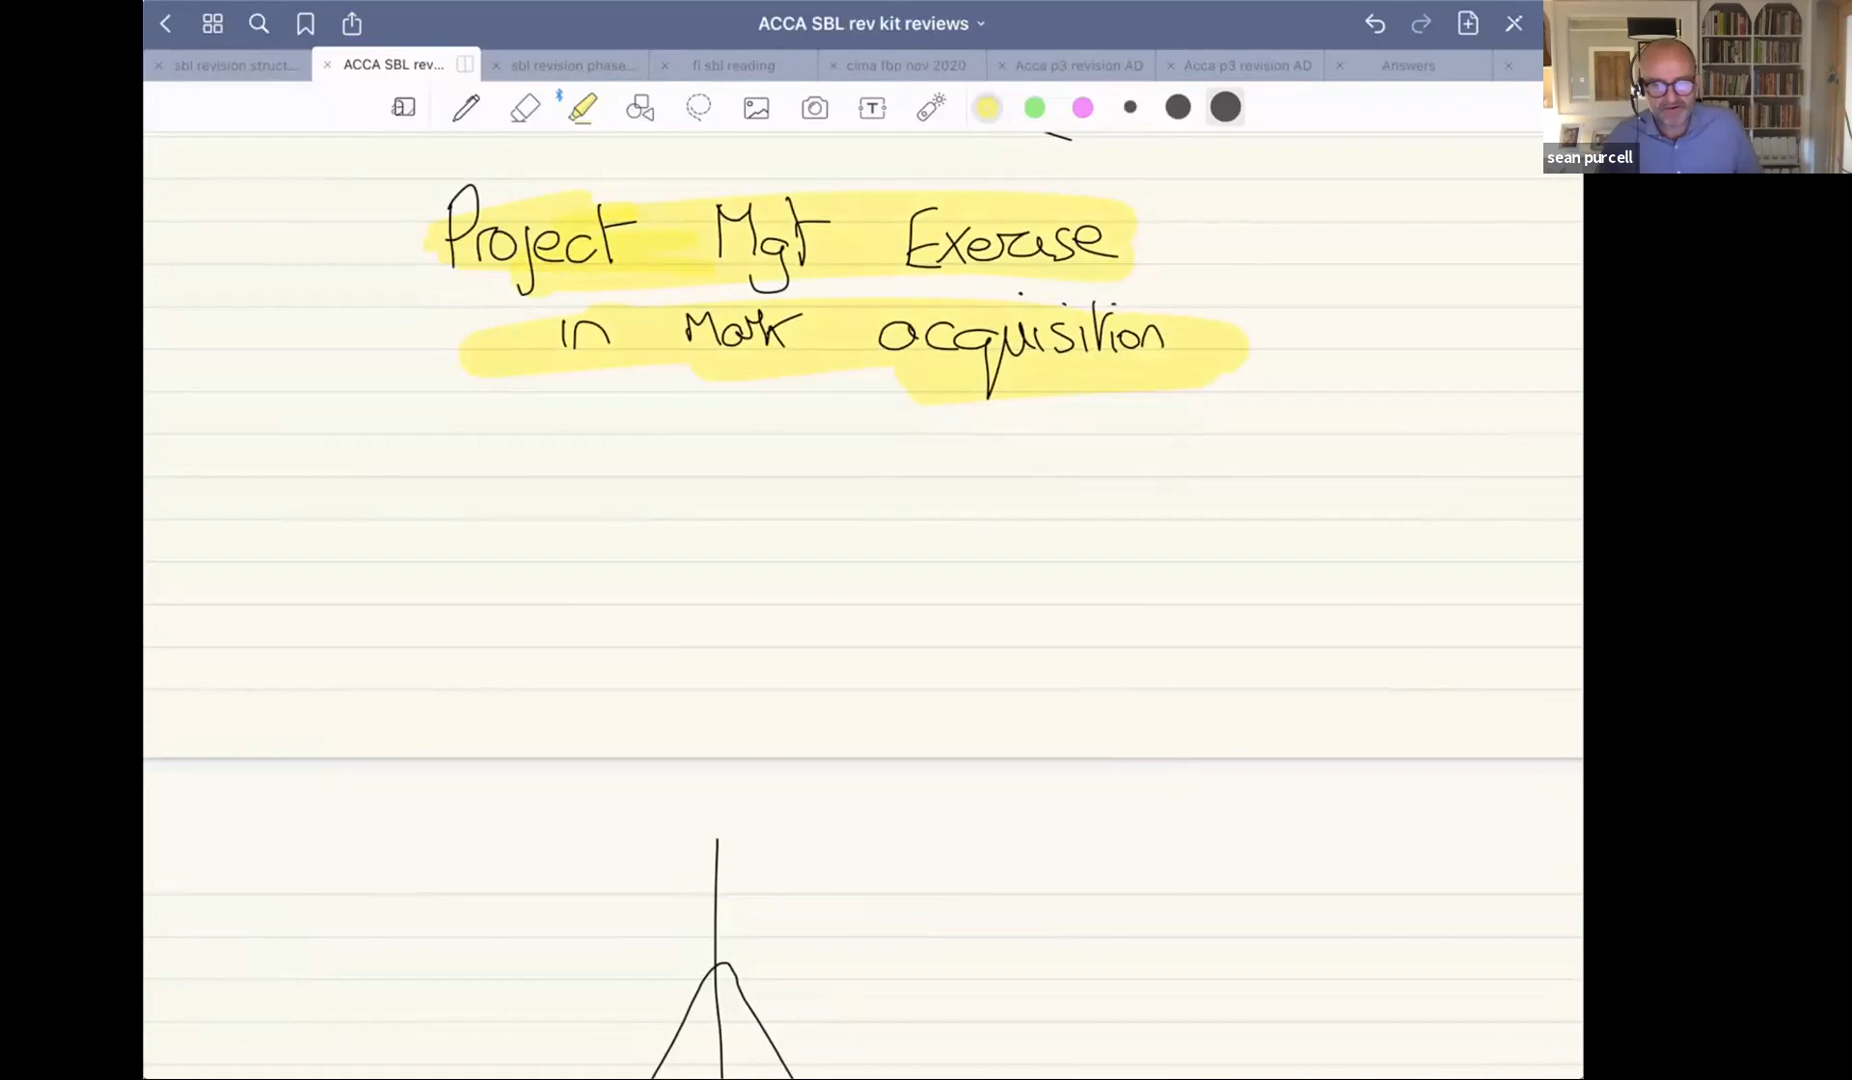 ACCA SBL rev kit reviews
sbl revision struct...
ACCA SBL rev...
sbl revision phase...
fl sbl reading
cima fbp nov 2020
Acca p3 revision AD
Acca p3 revision AD
Answers
T
sean purcell
Project Mgt Exercise
in Mark acquisition